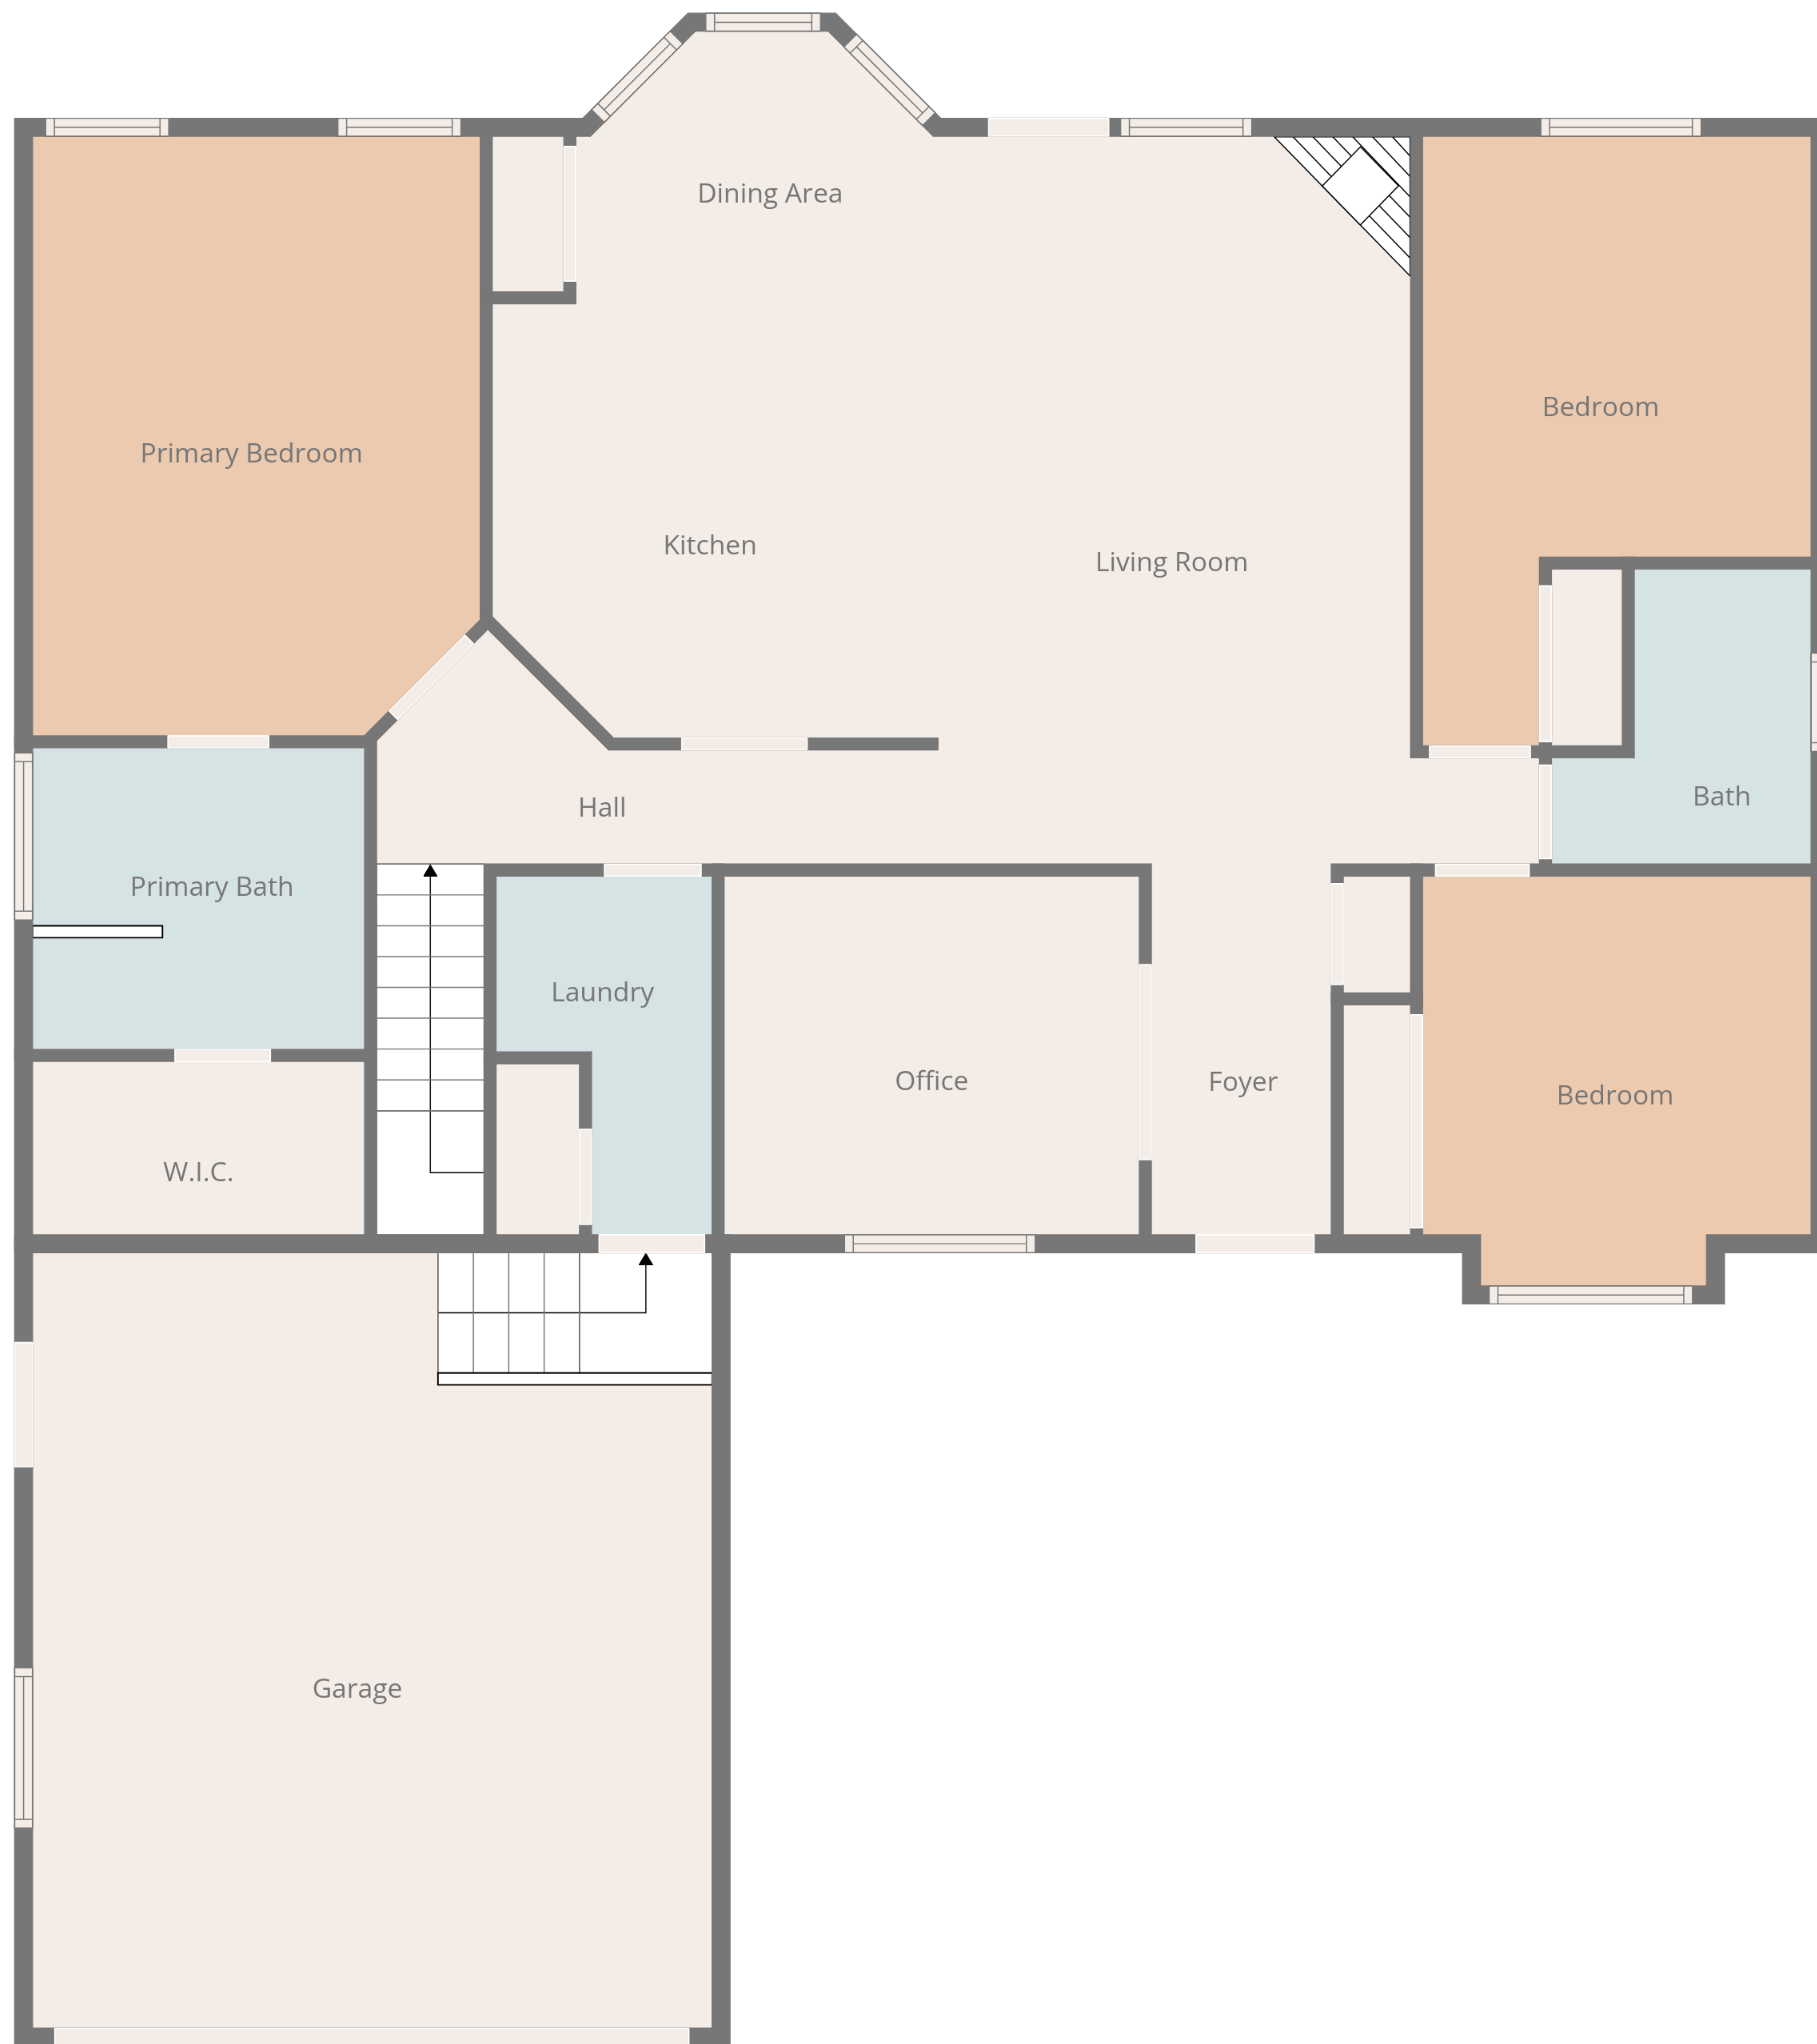 Dining Area
Bedroom
Primary Bedroom
Kitchen
Living Room
Bath
Hall
Primary Bath
Laundry
Office
Foyer
Bedroom
W.I.C.
Garage